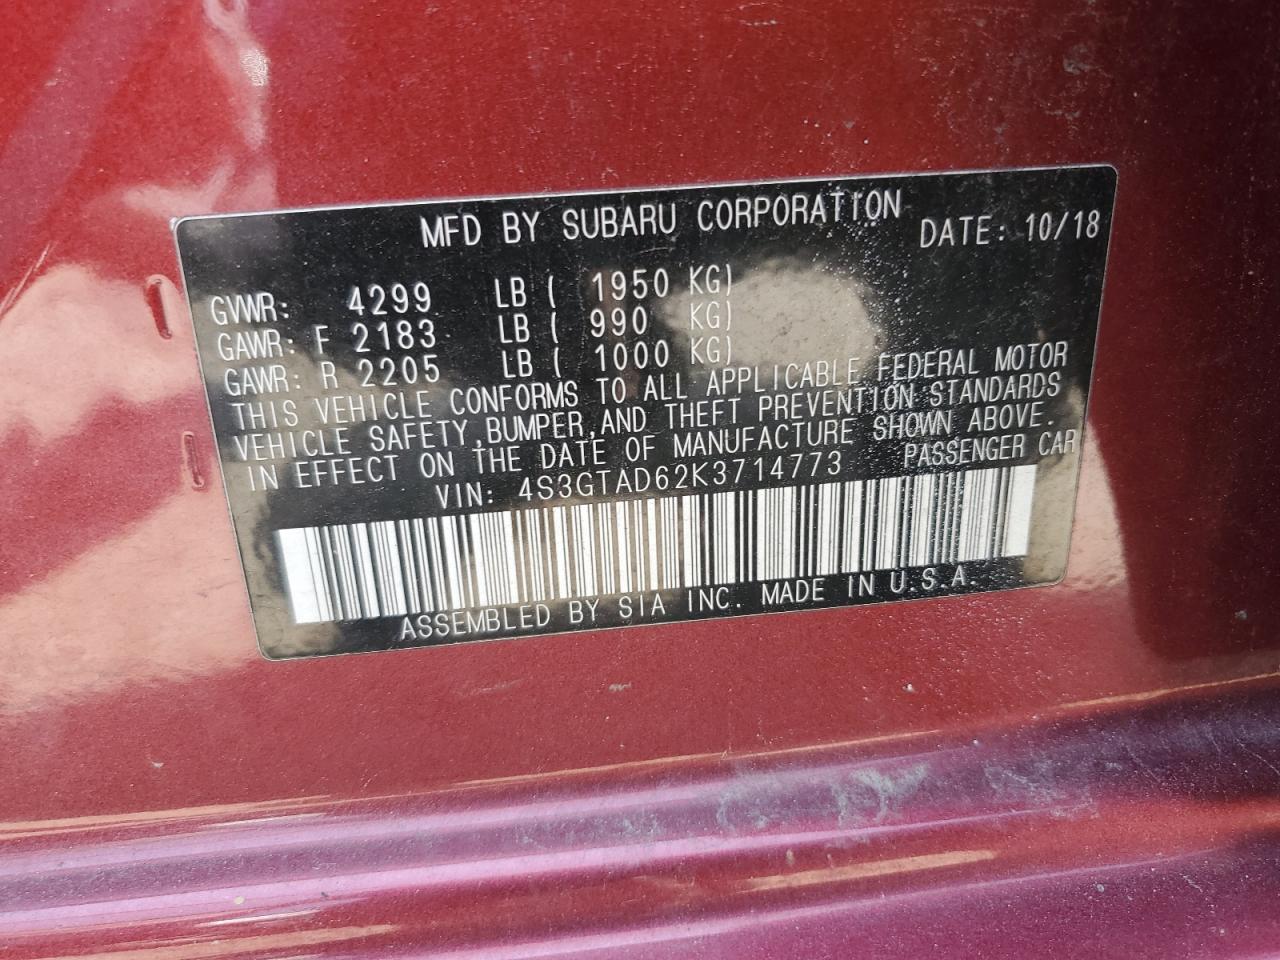 MFD BY SUBARU CORPORATION DATE: 10/18
GVWR: 4299 LB ( 1950 KG)
GAWR: F 2183 LB ( 990 KG)
GAWR: R 2205 LB ( 1000 KG)
THIS VEHICLE CONFORMS TO ALL APPLICABLE FEDERAL MOTOR
VEHICLE SAFETY,BUMPER,AND THEFT PREVENTION STANDARDS
IN EFFECT ON THE DATE OF MANUFACTURE SHOWN ABOVE.
VIN: 4S3GTAD62K3714773 PASSENGER CAR
ASSEMBLED BY SIA INC. MADE IN U.S.A.